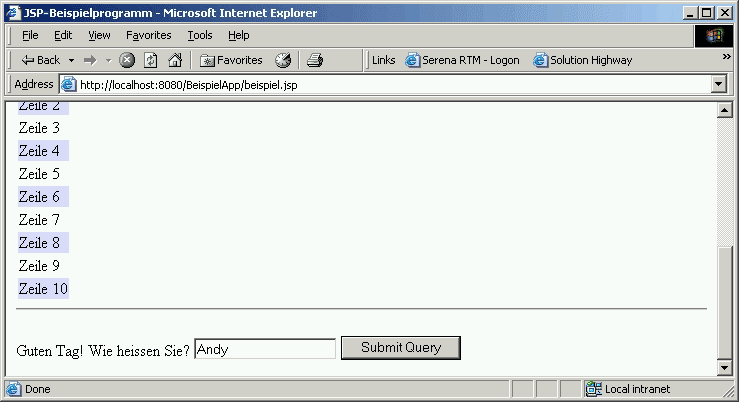 JSP-Beispielprogramm - Microsoft Internet Explorer
File Edit View Favorites Tools Help
Back Favorites Links Serena RTM - Logon Solution Highway
Address http://localhost:8080/BeispielApp/beispiel.jsp
Zeile 2
Zeile 3
Zeile 4
Zeile 5
Zeile 6
Zeile 7
Zeile 8
Zeile 9
Zeile 10
Guten Tag! Wie heissen Sie? Andy Submit Query
Done Local intranet